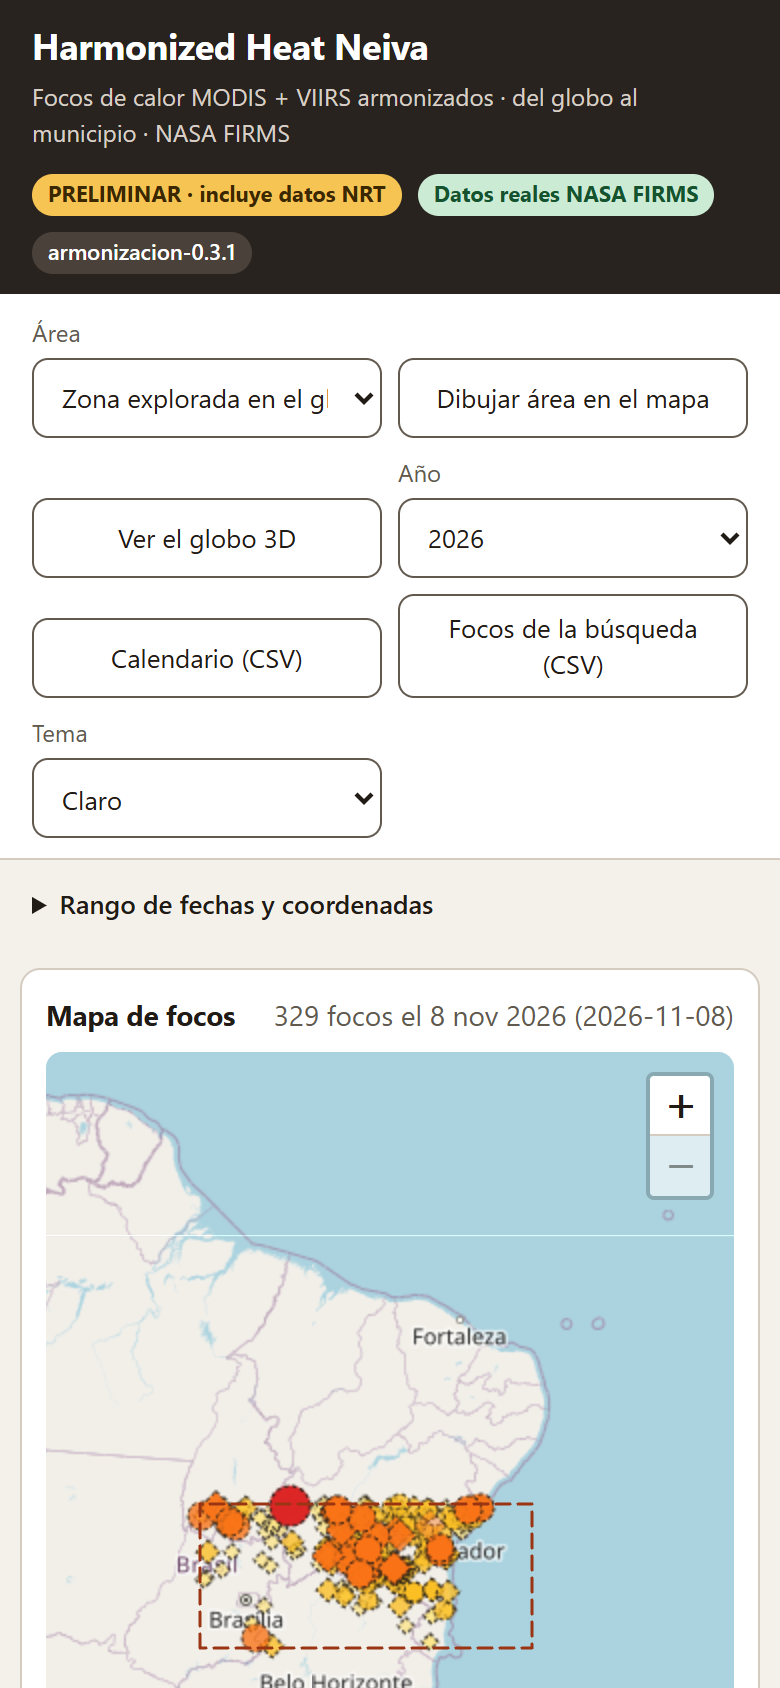 Harmonized Heat Neiva
Focos de calor MODIS + VIIRS armonizados · del globo al
municipio · NASA FIRMS
PRELIMINAR · incluye datos NRT
Datos reales NASA FIRMS
armonizacion-0.3.1
Área
Zona explorada en el gl
Dibujar área en el mapa
Año
Ver el globo 3D
2026
Calendario (CSV)
Focos de la búsqueda
(CSV)
Tema
Claro
▶ Rango de fechas y coordenadas
Mapa de focos
329 focos el 8 nov 2026 (2026-11-08)
+
−
Fortaleza
ador
Brasil
Brasília
Belo Horizonte